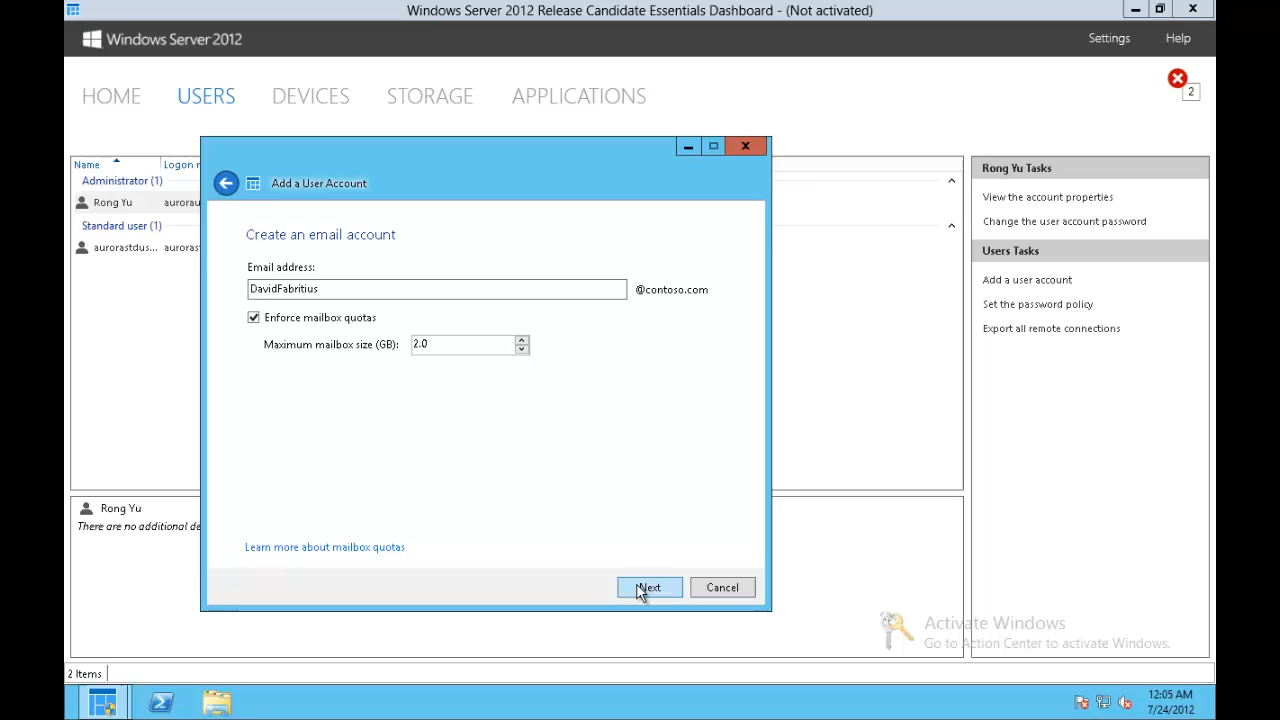 Windows Server 2012 Release Candidate Essentials Dashboard - (Not activated)
Windows Server 2012
Settings
Help
HOME
USERS
DEVICES
STORAGE
APPLICATIONS
2
Name
Logon
Administrator (1)
Rong Yu
Standard user (1)
aurorastdus...
Add a User Account
Create an email account
Email address:
DavidFabritius
@contoso.com
Enforce mailbox quotas
Maximum mailbox size (GB):
2.0
Learn more about mailbox quotas
Next
Cancel
Rong Yu Tasks
View the account properties
Change the user account password
Users Tasks
Add a user account
Set the password policy
Export all remote connections
Rong Yu
There are no additional
Activate Windows
Go to Action Center to activate Windows.
2 Items
12:05 AM
7/24/2012